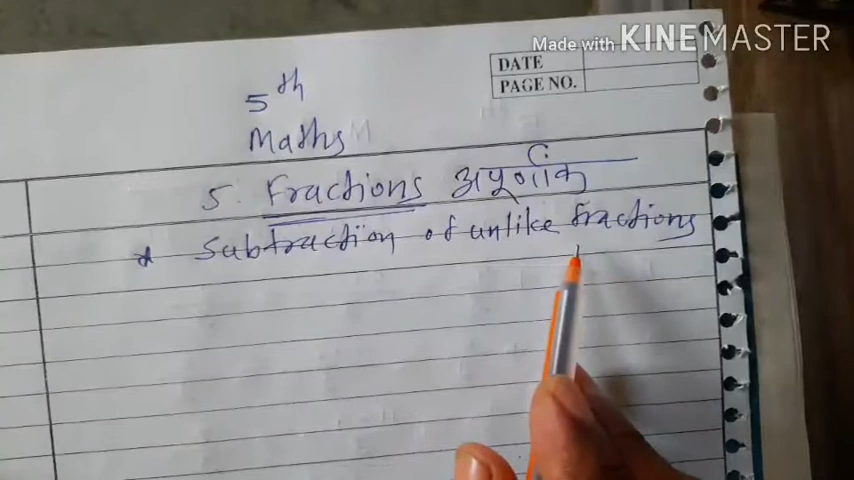 Made with KINEMASTER
DATE
PAGE NO.
5th
Maths
5. Fractions अपूर्णांक
* Subtraction of unlike fractions